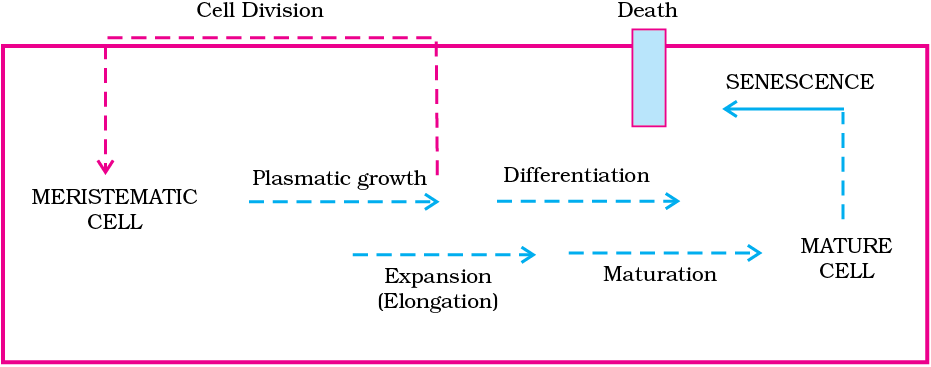 Cell Division
Death
SENESCENCE
Plasmatic growth
Differentiation
MERISTEMATIC
CELL
Expansion
(Elongation)
Maturation
MATURE
CELL